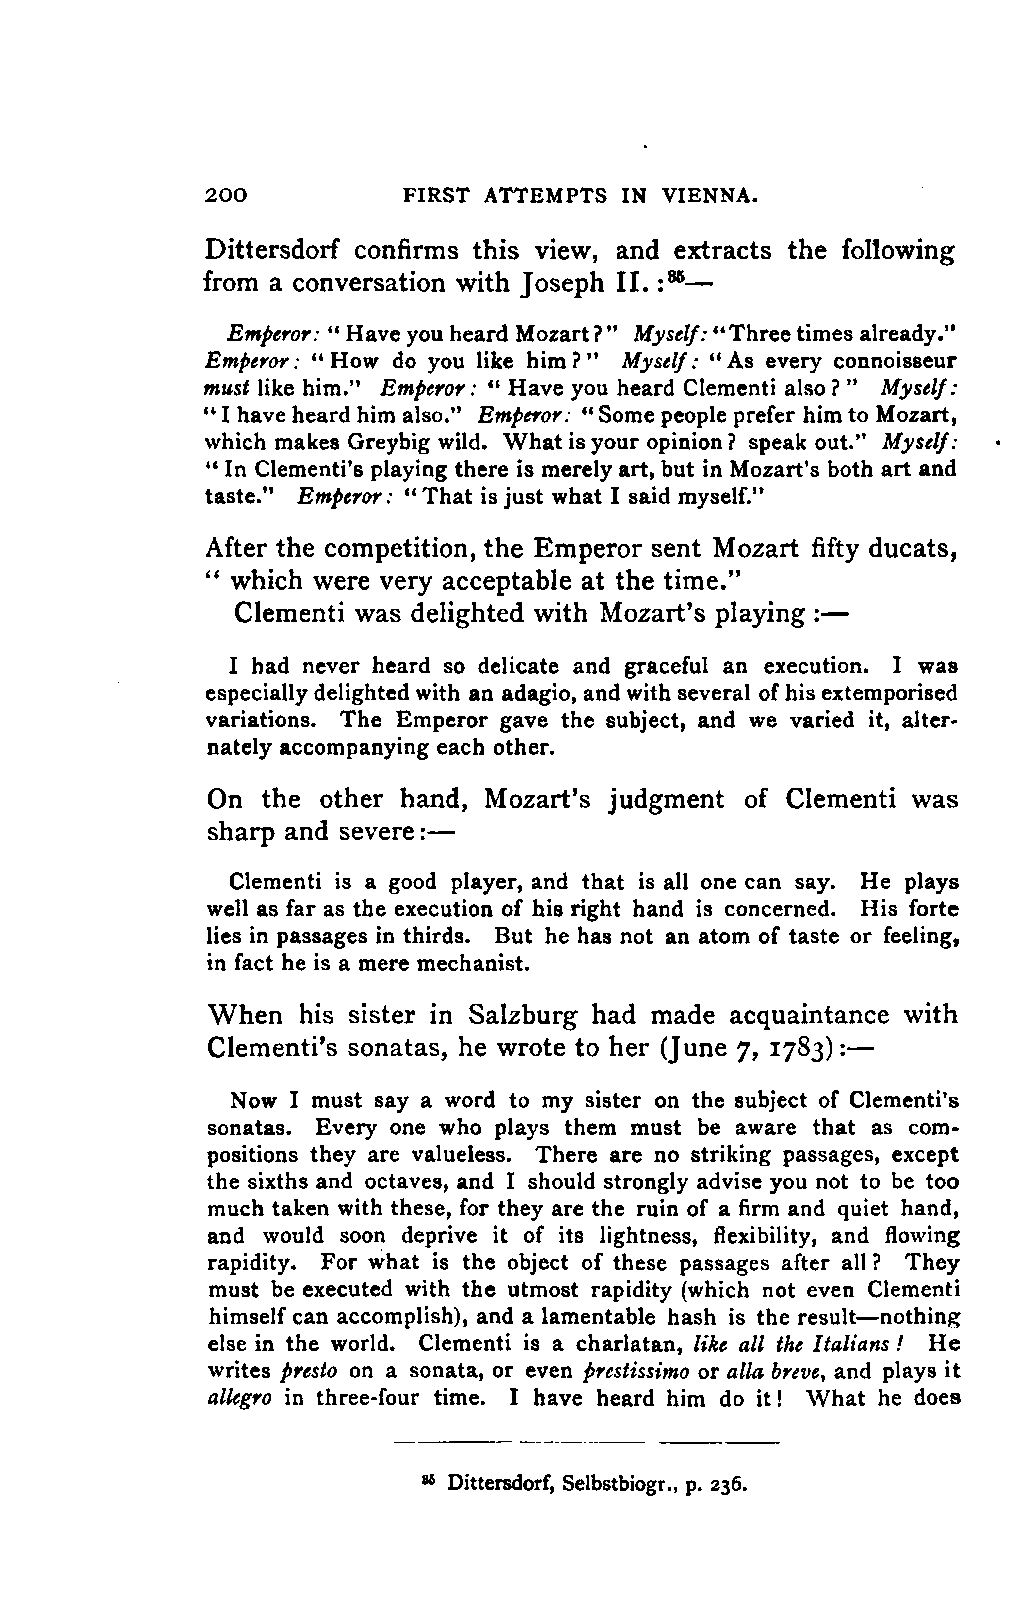 200 FIRST ATTEMPTS IN VIENNA.
Dittersdorf confirms this view, and extracts the following
from a conversation with Joseph II. :⁸⁵—
Emperor: "Have you heard Mozart?" Myself: "Three times already."
Emperor: "How do you like him?" Myself: "As every connoisseur
must like him." Emperor: "Have you heard Clementi also?" Myself:
"I have heard him also." Emperor: "Some people prefer him to Mozart,
which makes Greybig wild. What is your opinion? speak out." Myself:
"In Clementi's playing there is merely art, but in Mozart's both art and
taste." Emperor: "That is just what I said myself."
After the competition, the Emperor sent Mozart fifty ducats,
"which were very acceptable at the time."
Clementi was delighted with Mozart's playing :—
I had never heard so delicate and graceful an execution. I was
especially delighted with an adagio, and with several of his extemporised
variations. The Emperor gave the subject, and we varied it, alter-
nately accompanying each other.
On the other hand, Mozart's judgment of Clementi was
sharp and severe :—
Clementi is a good player, and that is all one can say. He plays
well as far as the execution of his right hand is concerned. His forte
lies in passages in thirds. But he has not an atom of taste or feeling,
in fact he is a mere mechanist.
When his sister in Salzburg had made acquaintance with
Clementi's sonatas, he wrote to her (June 7, 1783) :—
Now I must say a word to my sister on the subject of Clementi's
sonatas. Every one who plays them must be aware that as com-
positions they are valueless. There are no striking passages, except
the sixths and octaves, and I should strongly advise you not to be too
much taken with these, for they are the ruin of a firm and quiet hand,
and would soon deprive it of its lightness, flexibility, and flowing
rapidity. For what is the object of these passages after all? They
must be executed with the utmost rapidity (which not even Clementi
himself can accomplish), and a lamentable hash is the result—nothing
else in the world. Clementi is a charlatan, like all the Italians! He
writes presto on a sonata, or even prestissimo or alla breve, and plays it
allegro in three-four time. I have heard him do it! What he does
⁸⁵ Dittersdorf, Selbstbiogr., p. 236.